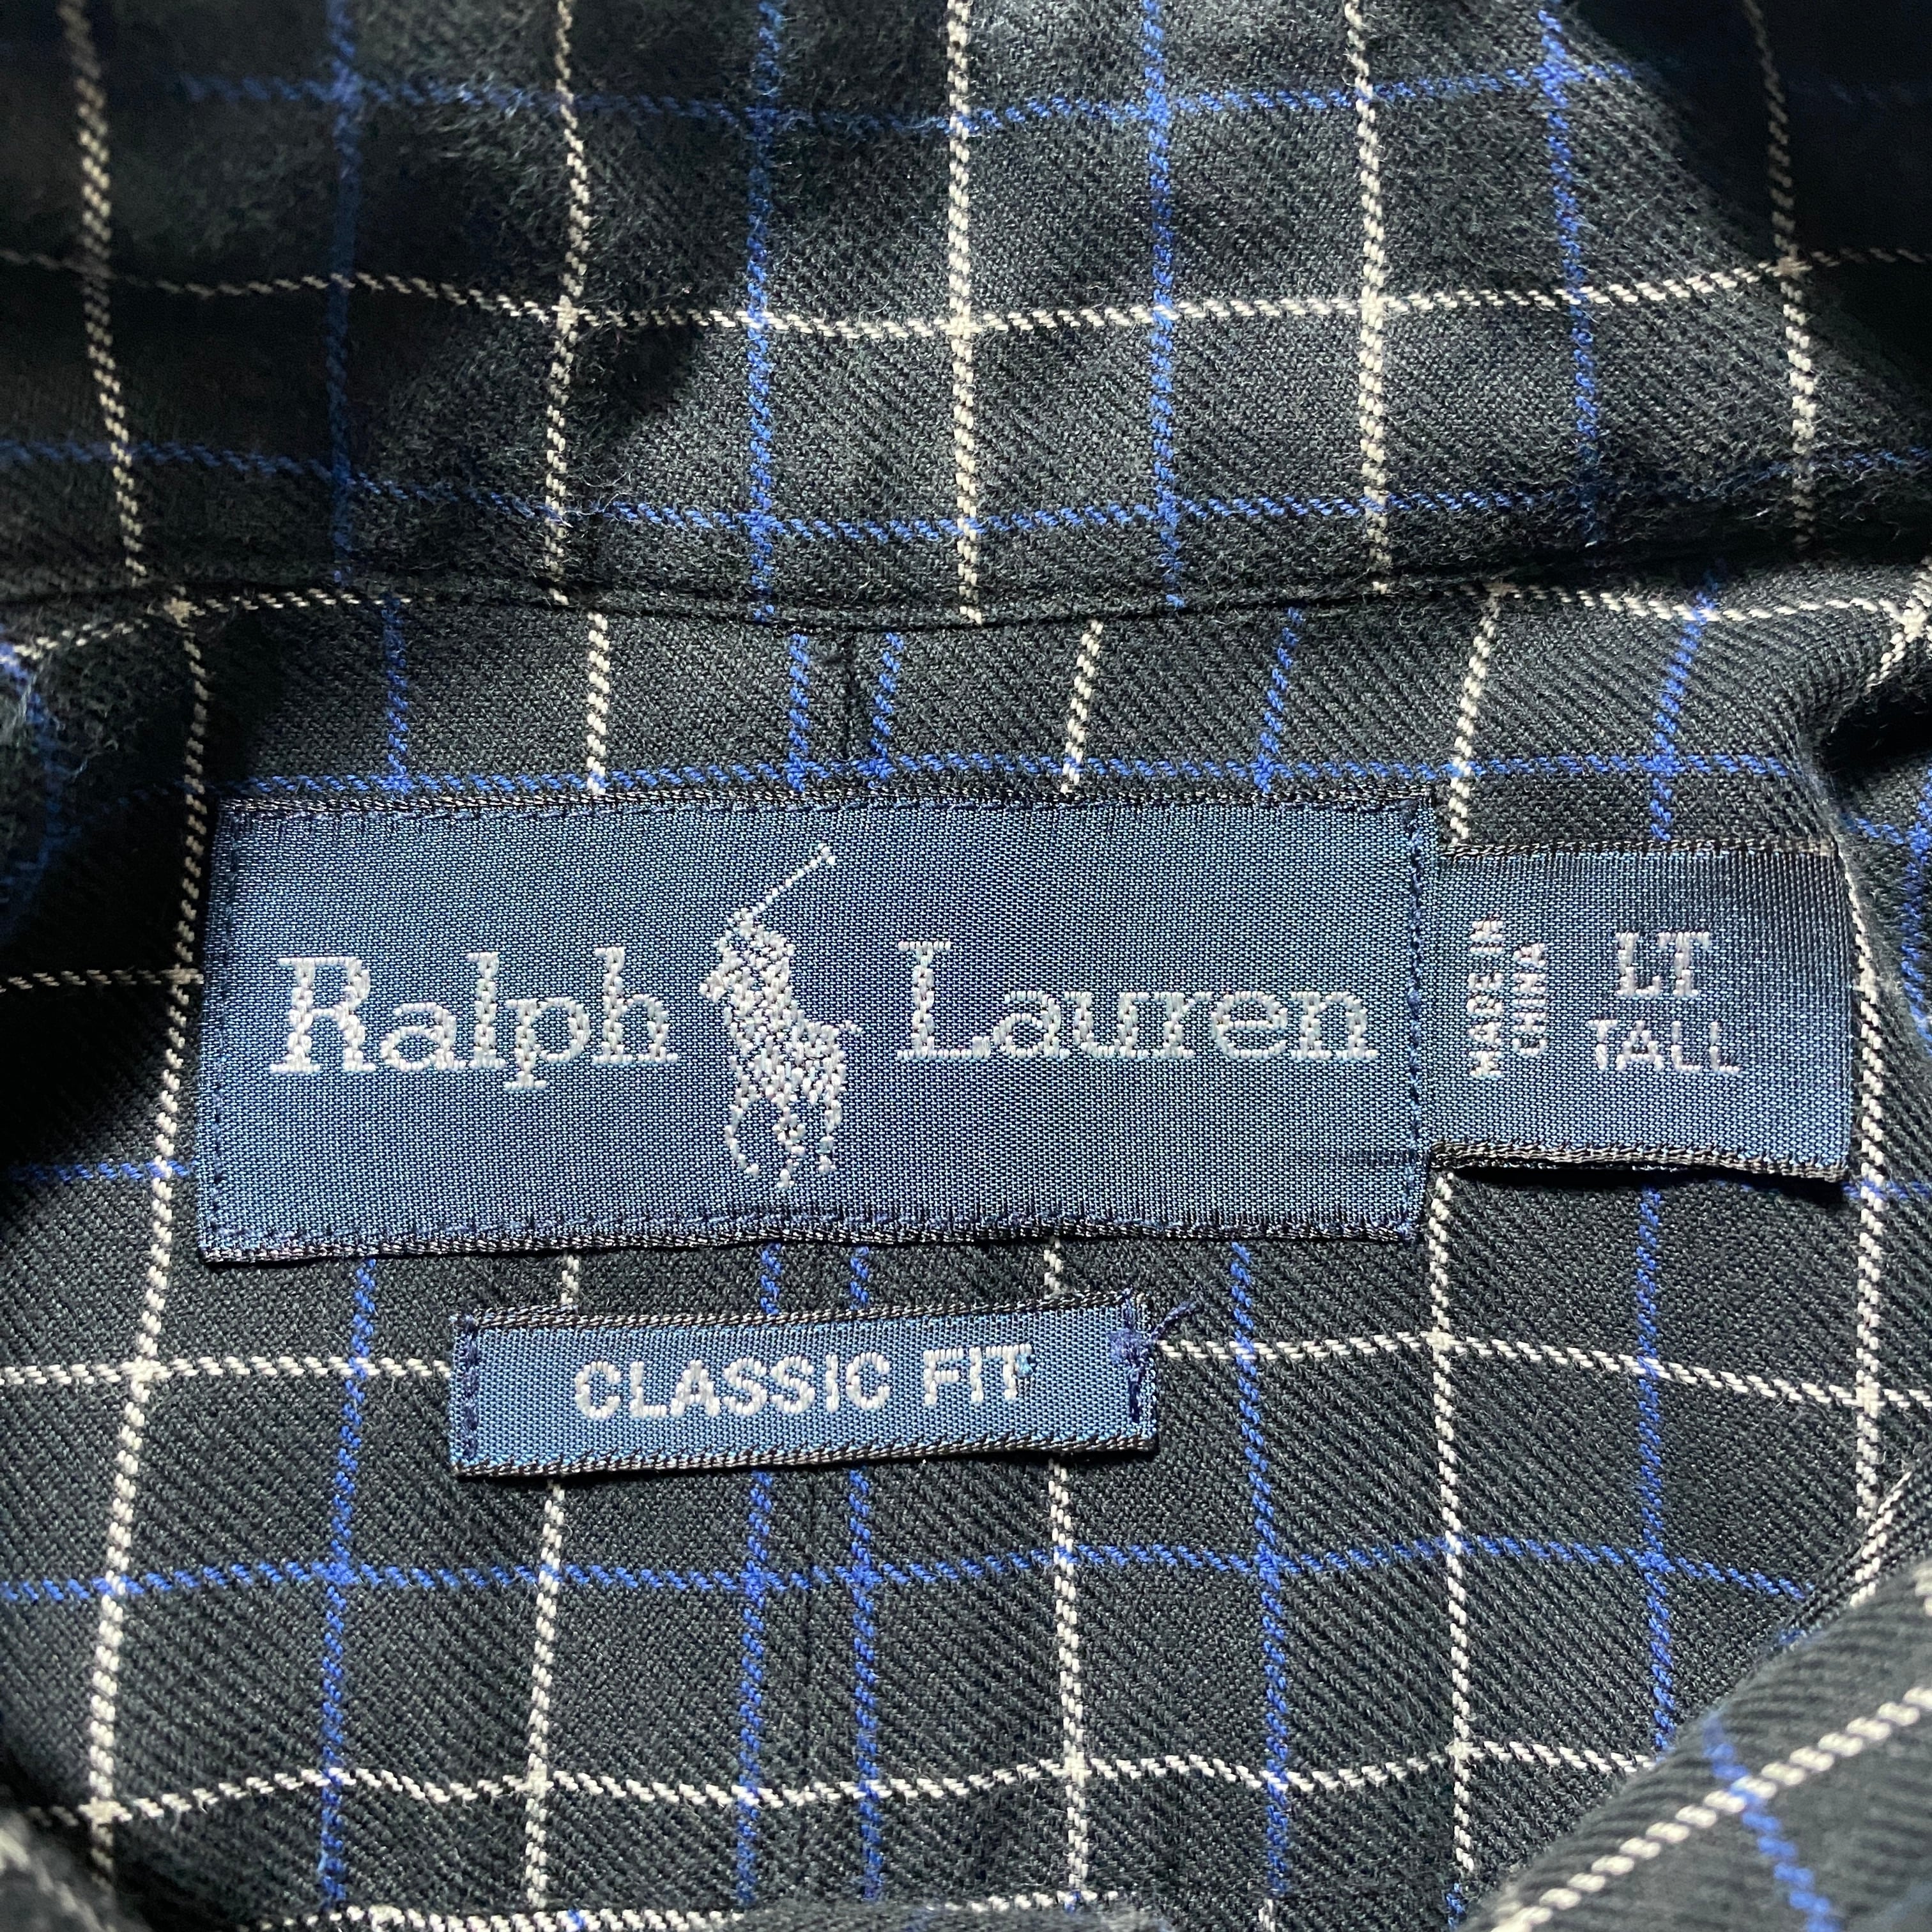 Ralph Lauren
MADE IN
CHINA
LT
TALL
CLASSIC FIT